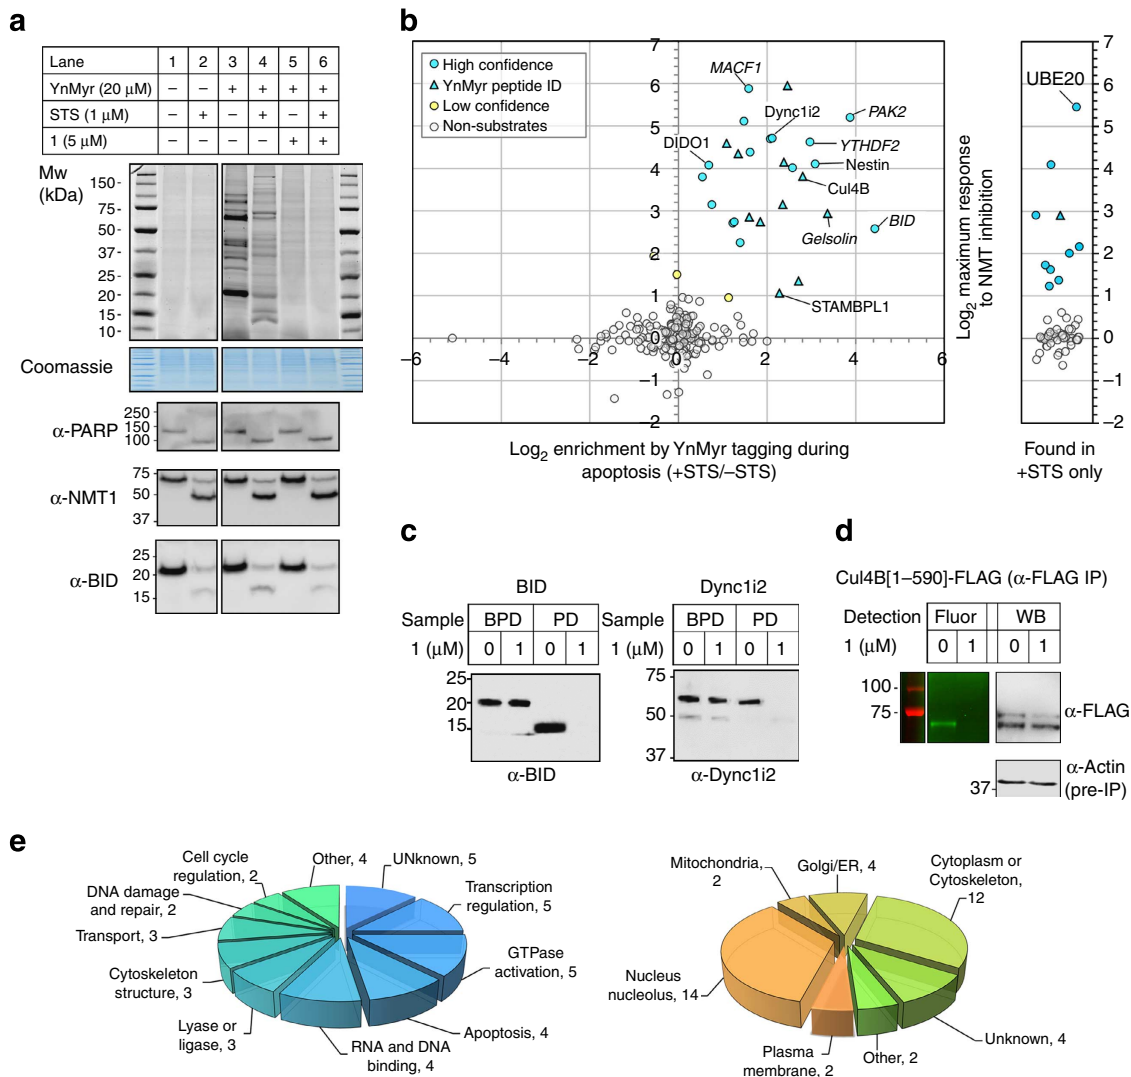 a
Lane 1 2 3 4 5 6
YnMyr (20 μM) – – + + + +
STS (1 μM) – + – + – +
1 (5 μM) – – – – + +
Mw
(kDa)
150-
75-
50-
37-
25-
20-
15-
10-
Coomassie
α-PARP
250
150
100
α-NMT1
75
50
37
α-BID
25
20
15
b
High confidence
YnMyr peptide ID
Low confidence
Non-substrates
7
6
5
4
3
2
1
0
–1
–2
–6 –4 –2 0 2 4 6
MACF1
Dync1i2
PAK2
DIDO1
YTHDF2
Nestin
Cul4B
Gelsolin
BID
STAMBPL1
Log2 enrichment by YnMyr tagging during
apoptosis (+STS/–STS)
Log2 maximum response
to NMT inhibition
UBE20
7
6
5
4
3
2
1
0
–1
–2
Found in
+STS only
c
BID
Sample BPD PD
1 (μM) 0 1 0 1
25
20
15
α-BID
Dync1i2
Sample BPD PD
1 (μM) 0 1 0 1
75
50
37
α-Dync1i2
d
Cul4B[1–590]-FLAG (α-FLAG IP)
Detection Fluor WB
1 (μM) 0 1 0 1
100 -
75 -
α-FLAG
37
α-Actin
(pre-IP)
e
Cell cycle
regulation, 2
Other, 4
UNknown, 5
DNA damage
and repair, 2
Transcription
regulation, 5
Transport, 3
GTPase
activation, 5
Cytoskeleton
structure, 3
Lyase or
ligase, 3
RNA and DNA
binding, 4
Apoptosis, 4
Mitochondria,
2
Golgi/ER, 4
Cytoplasm or
Cytoskeleton,
12
Nucleus
nucleolus, 14
Plasma
membrane, 2
Other, 2
Unknown, 4